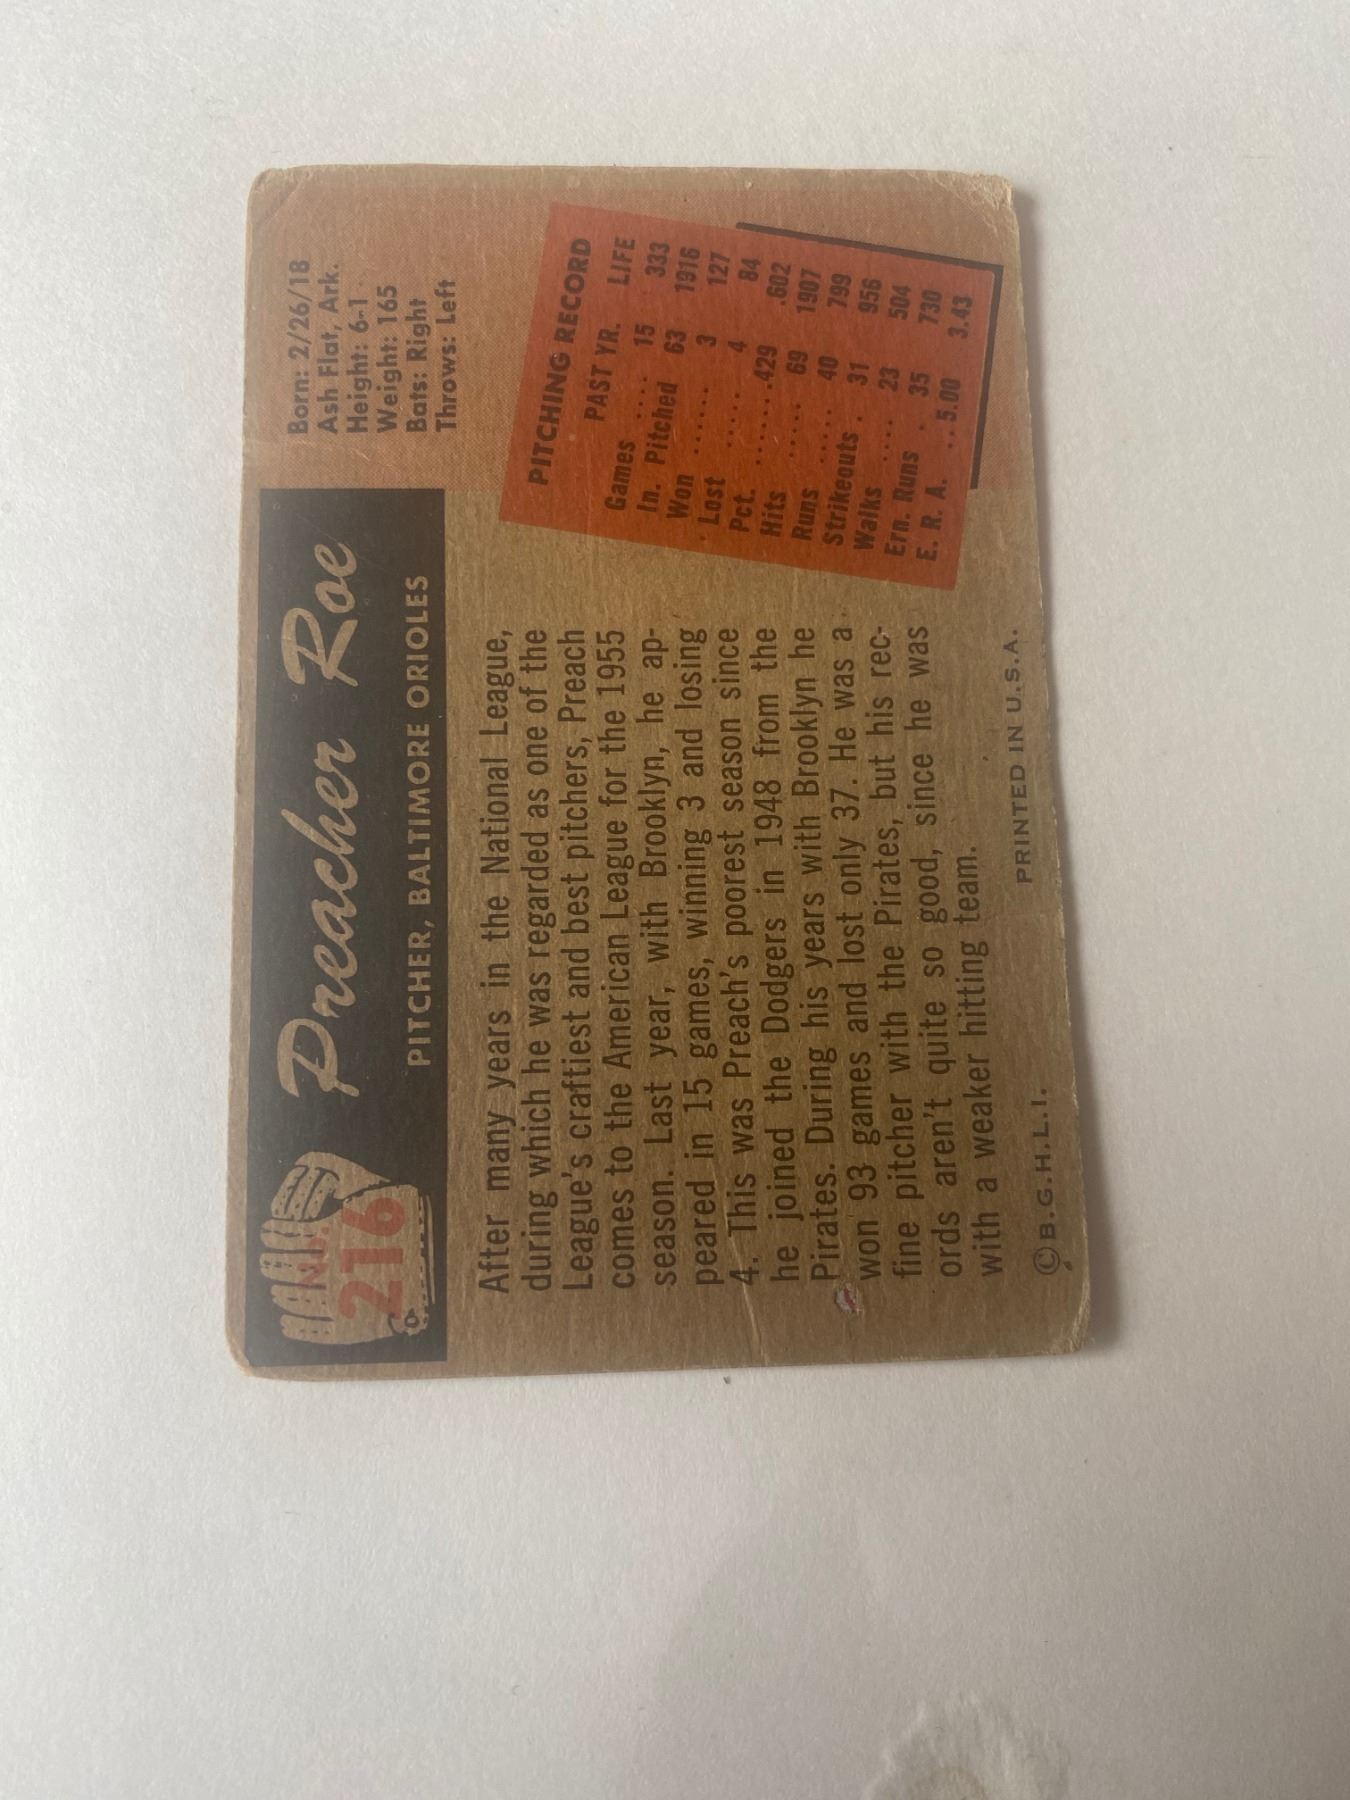 No.
216
Preacher Roe
PITCHER, BALTIMORE ORIOLES
Born: 2/26/18
Ash Flat, Ark.
Height: 6-1
Weight: 165
Bats: Right
Throws: Left
After many years in the National League,
during which he was regarded as one of the
League's craftiest and best pitchers, Preach
comes to the American League for the 1955
season. Last year, with Brooklyn, he ap-
peared in 15 games, winning 3 and losing
4. This was Preach's poorest season since
he joined the Dodgers in 1948 from the
Pirates. During his years with Brooklyn he
won 93 games and lost only 37. He was a
fine pitcher with the Pirates, but his rec-
ords aren't quite so good, since he was
with a weaker hitting team.
PITCHING RECORD
PAST YR. LIFE
Games .... 15 333
In. Pitched 63 1916
Won ...... 3 127
Lost ...... 4 84
Pct. .......429 .602
Hits ..... 69 1907
Runs ..... 40 799
Strikeouts . 31 956
Walks .... 23 504
Ern. Runs . 35 730
E. R. A. ..5.00 3.43
© B.G.H.L.I. PRINTED IN U.S.A.